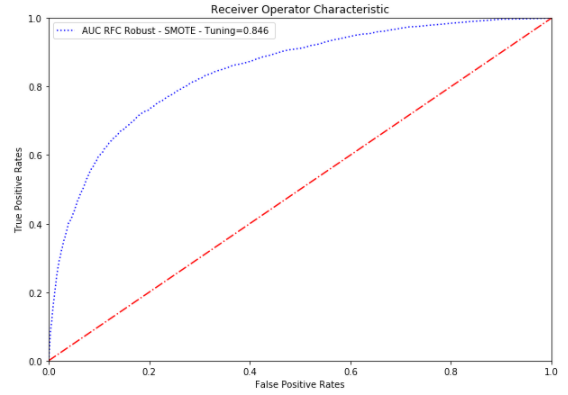 Receiver Operator Characteristic
AUC RFC Robust - SMOTE - Tuning=0.846
1.0
0.8
0.6
0.4
0.2
0.0
True Positive Rates
0.0 0.2 0.4 0.6 0.8 1.0
False Positive Rates